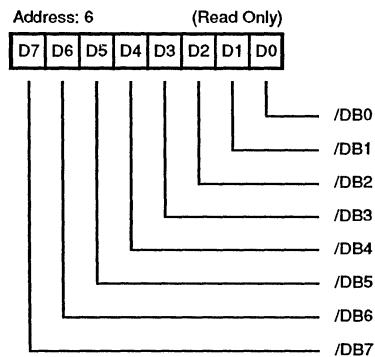 Address: 6 (Read Only)
D7 D6 D5 D4 D3 D2 D1 D0
/DB0
/DB1
/DB2
/DB3
/DB4
/DB5
/DB6
/DB7